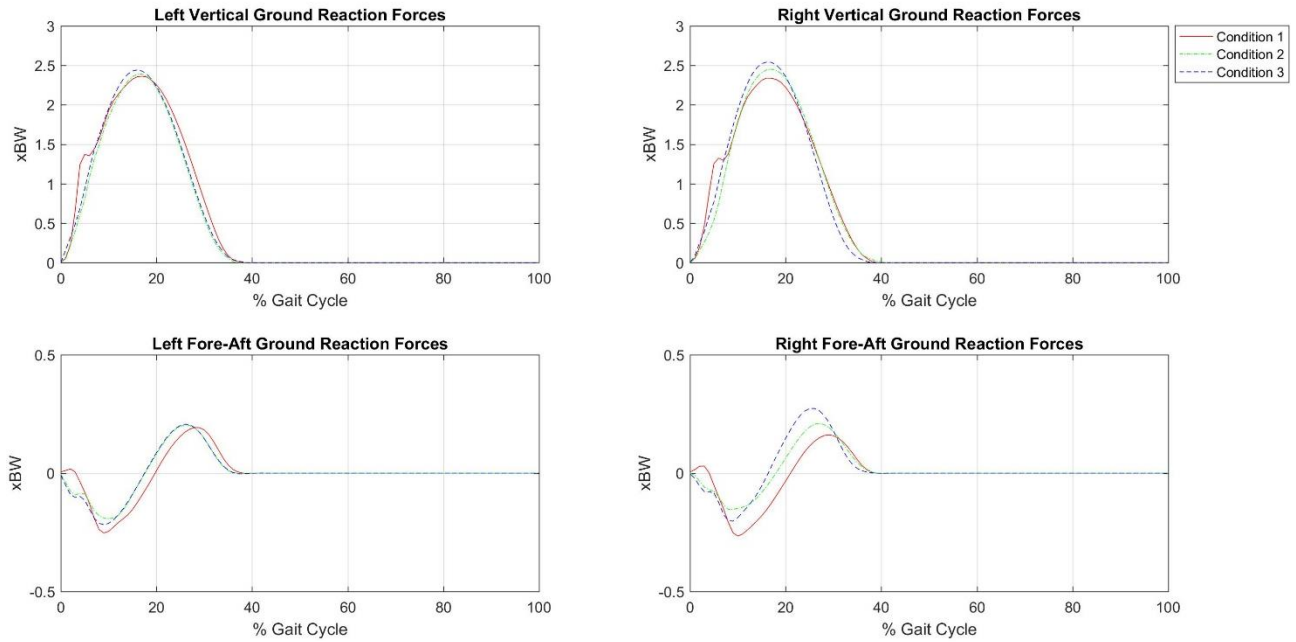 Left Vertical Ground Reaction Forces
3
2.5
2
1.5
1
0.5
0
xBW
0 20 40 60 80 100
% Gait Cycle
Right Vertical Ground Reaction Forces
3
2.5
2
1.5
1
0.5
0
xBW
0 20 40 60 80 100
% Gait Cycle
Condition 1
Condition 2
Condition 3
Left Fore-Aft Ground Reaction Forces
0.5
0
-0.5
xBW
0 20 40 60 80 100
% Gait Cycle
Right Fore-Aft Ground Reaction Forces
0.5
0
-0.5
xBW
0 20 40 60 80 100
% Gait Cycle